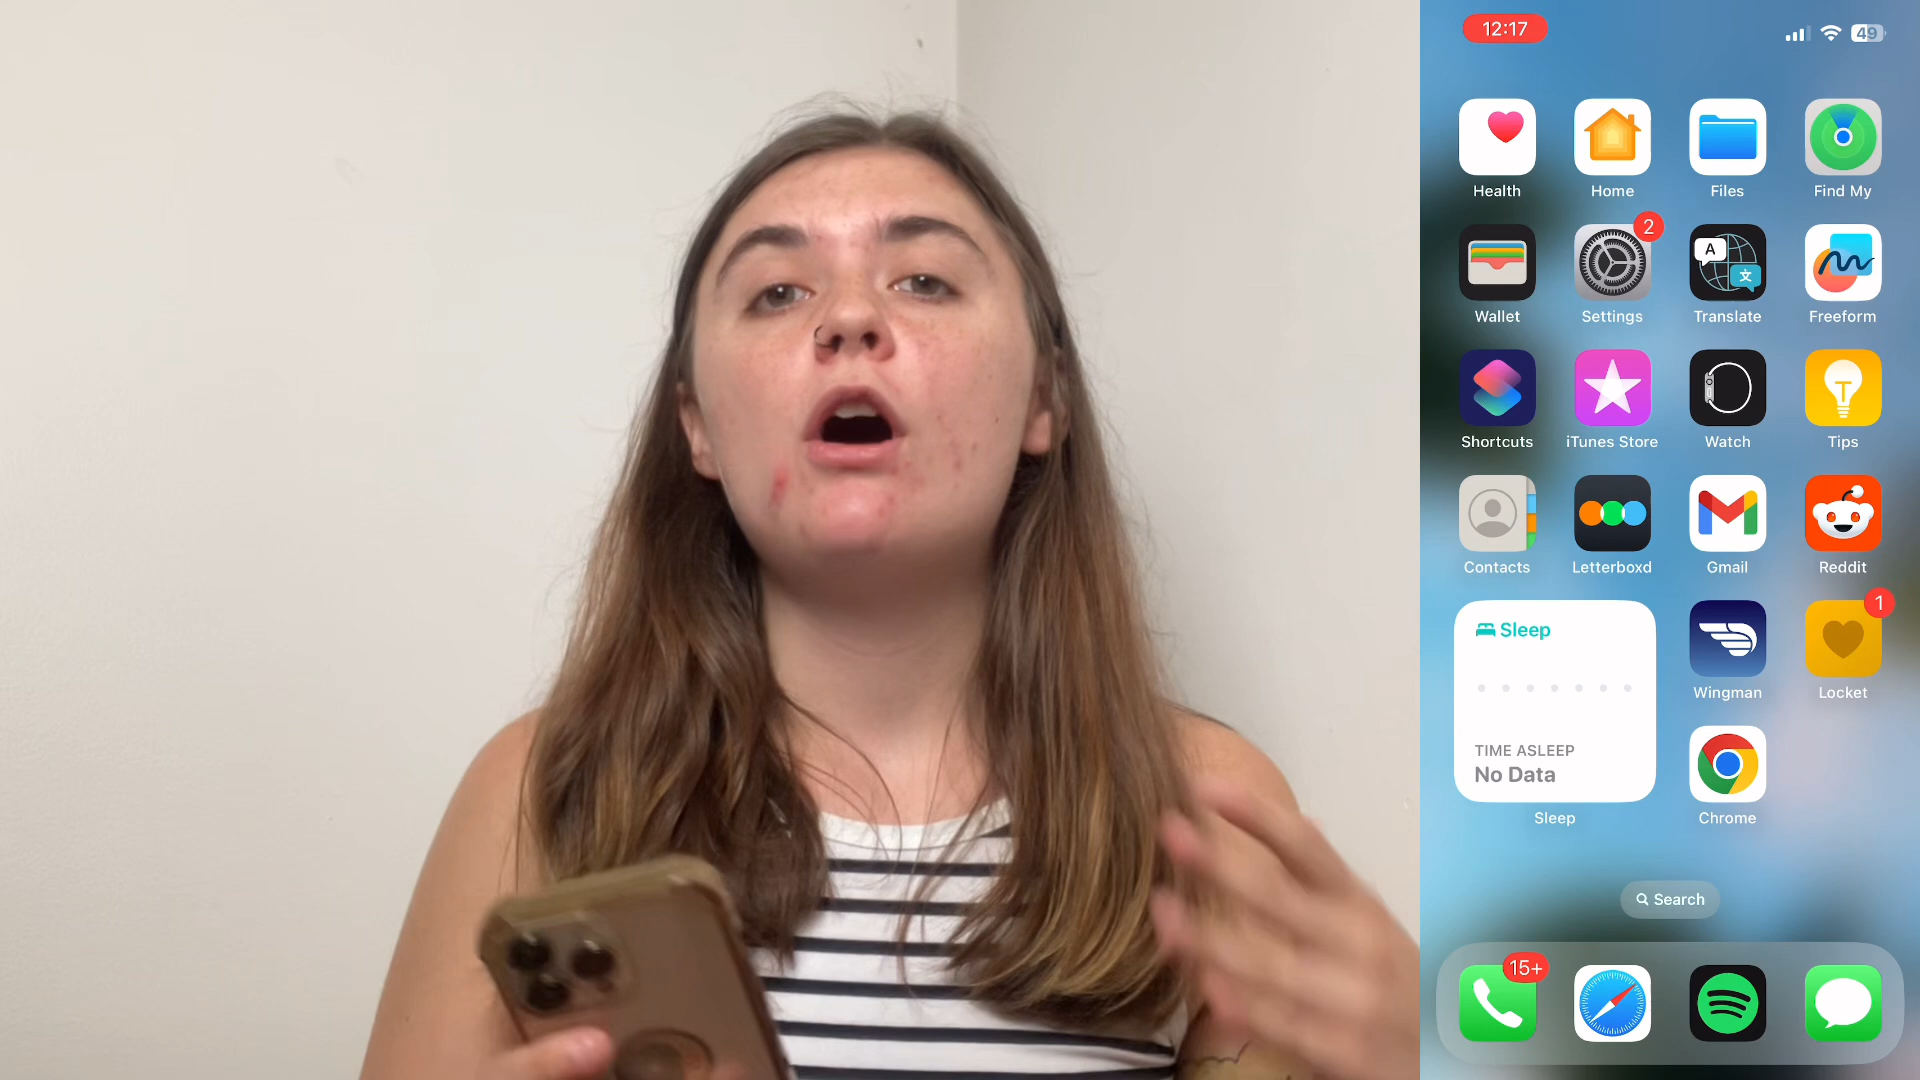 12:17
49
Health
Home
Files
Find My
2
A
文
Wallet
Settings
Translate
Freeform
T
Shortcuts
iTunes Store
Watch
Tips
Contacts
Letterboxd
Gmail
Reddit
1
Sleep
TIME ASLEEP
No Data
Wingman
Locket
Sleep
Chrome
Search
15+